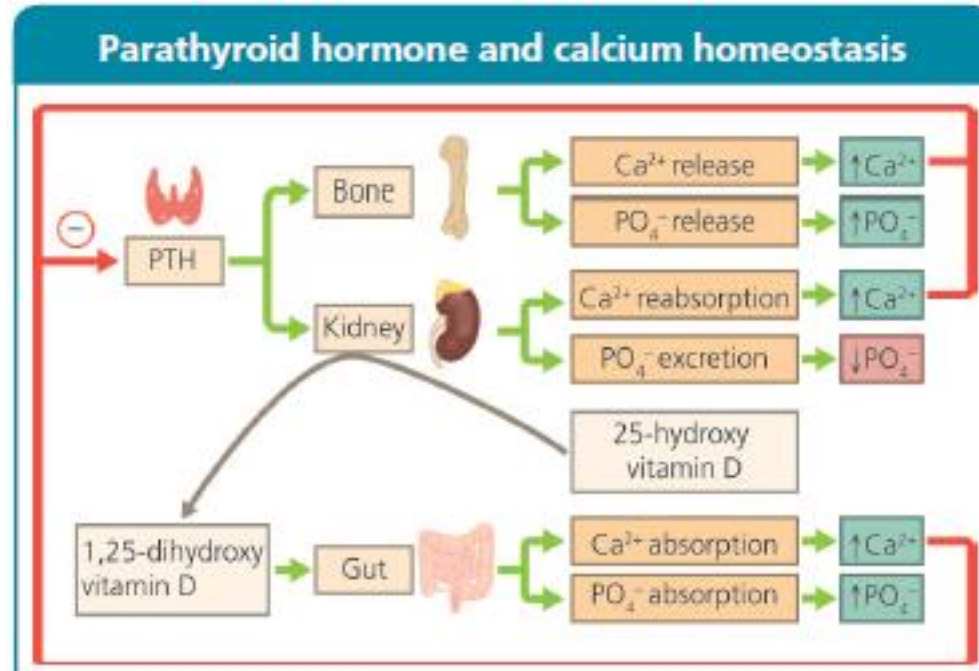 Parathyroid hormone and calcium homeostasis
Bone
Ca²⁺ release
↑Ca²⁺
PO₄⁻ release
↑PO₄⁻
−
PTH
Kidney
Ca²⁺ reabsorption
↑Ca²⁺
PO₄⁻ excretion
↓PO₄⁻
25-hydroxy
vitamin D
1,25-dihydroxy
vitamin D
Gut
Ca²⁺ absorption
↑Ca²⁺
PO₄⁻ absorption
↑PO₄⁻